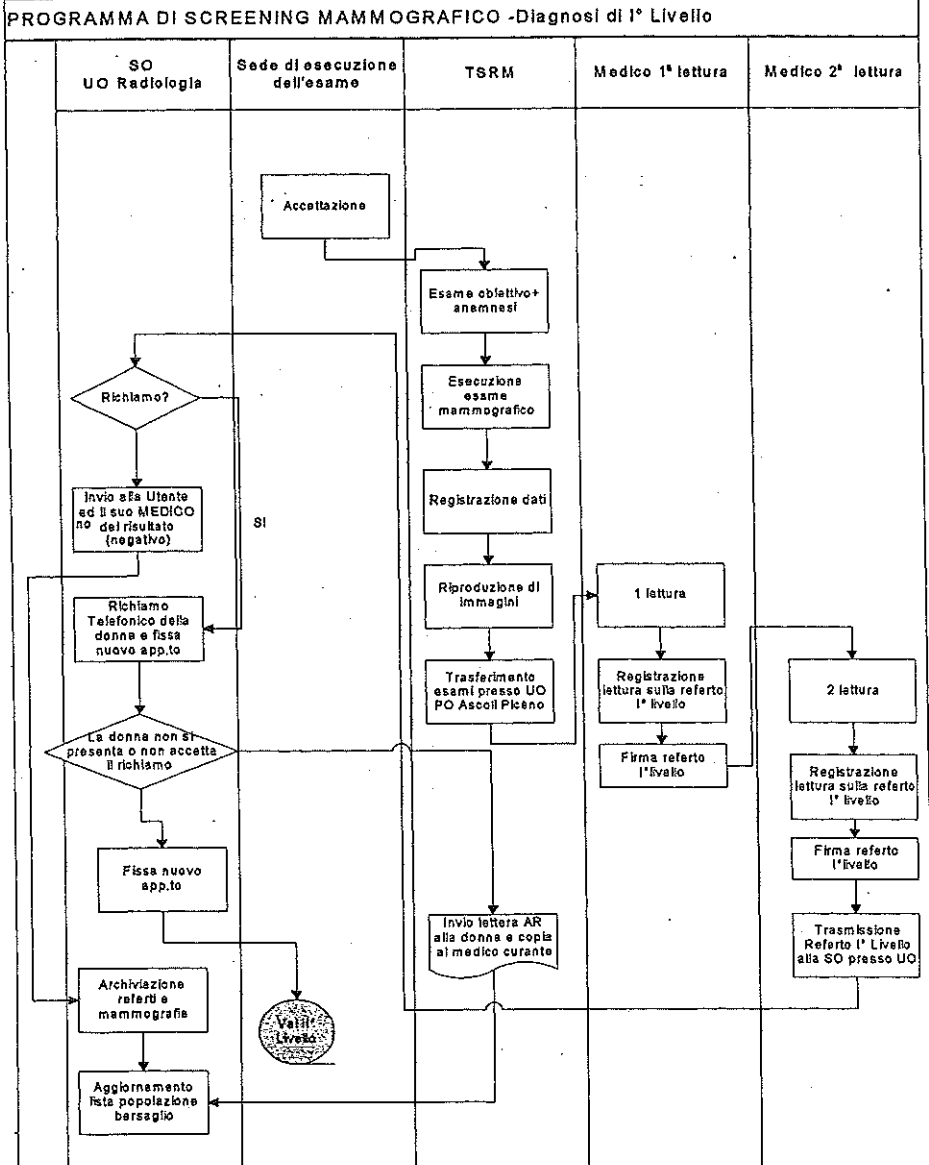 PROGRAMMA DI SCREENING MAMMOGRAFICO -Diagnosi di I° Livello
SO
UO Radiologia
Sede di esecuzione
dell'esame
TSRM
Medico 1ª lettura
Medico 2ª lettura
Accettazione
Esame obiettivo+
anamnesi
Esecuzione
esame
mammografico
Registrazione dati
Riproduzione di
immagini
Trasferimento
esami presso UO
PO Ascoli Piceno
1 lettura
Registrazione
lettura sulla referto
I° livello
Firma referto
I°livello
2 lettura
Registrazione
lettura sulla referto
I° livello
Firma referto
I°livello
Trasmissione
Referto I° Livello
alla SO presso UO
Richiamo?
Invio alla Utente
ed il suo MEDICO
no del risultato
(negativo)
SI
Richiamo
Telefonico della
donna e fissa
nuovo app.to
La donna non si
presenta o non accetta
il richiamo
Fissa nuovo
app.to
Invio lettera AR
alla donna e copia
al medico curante
Vai II°
Livello
Archiviazione
referti e
mammografie
Aggiornamento
lista popolazione
bersaglio